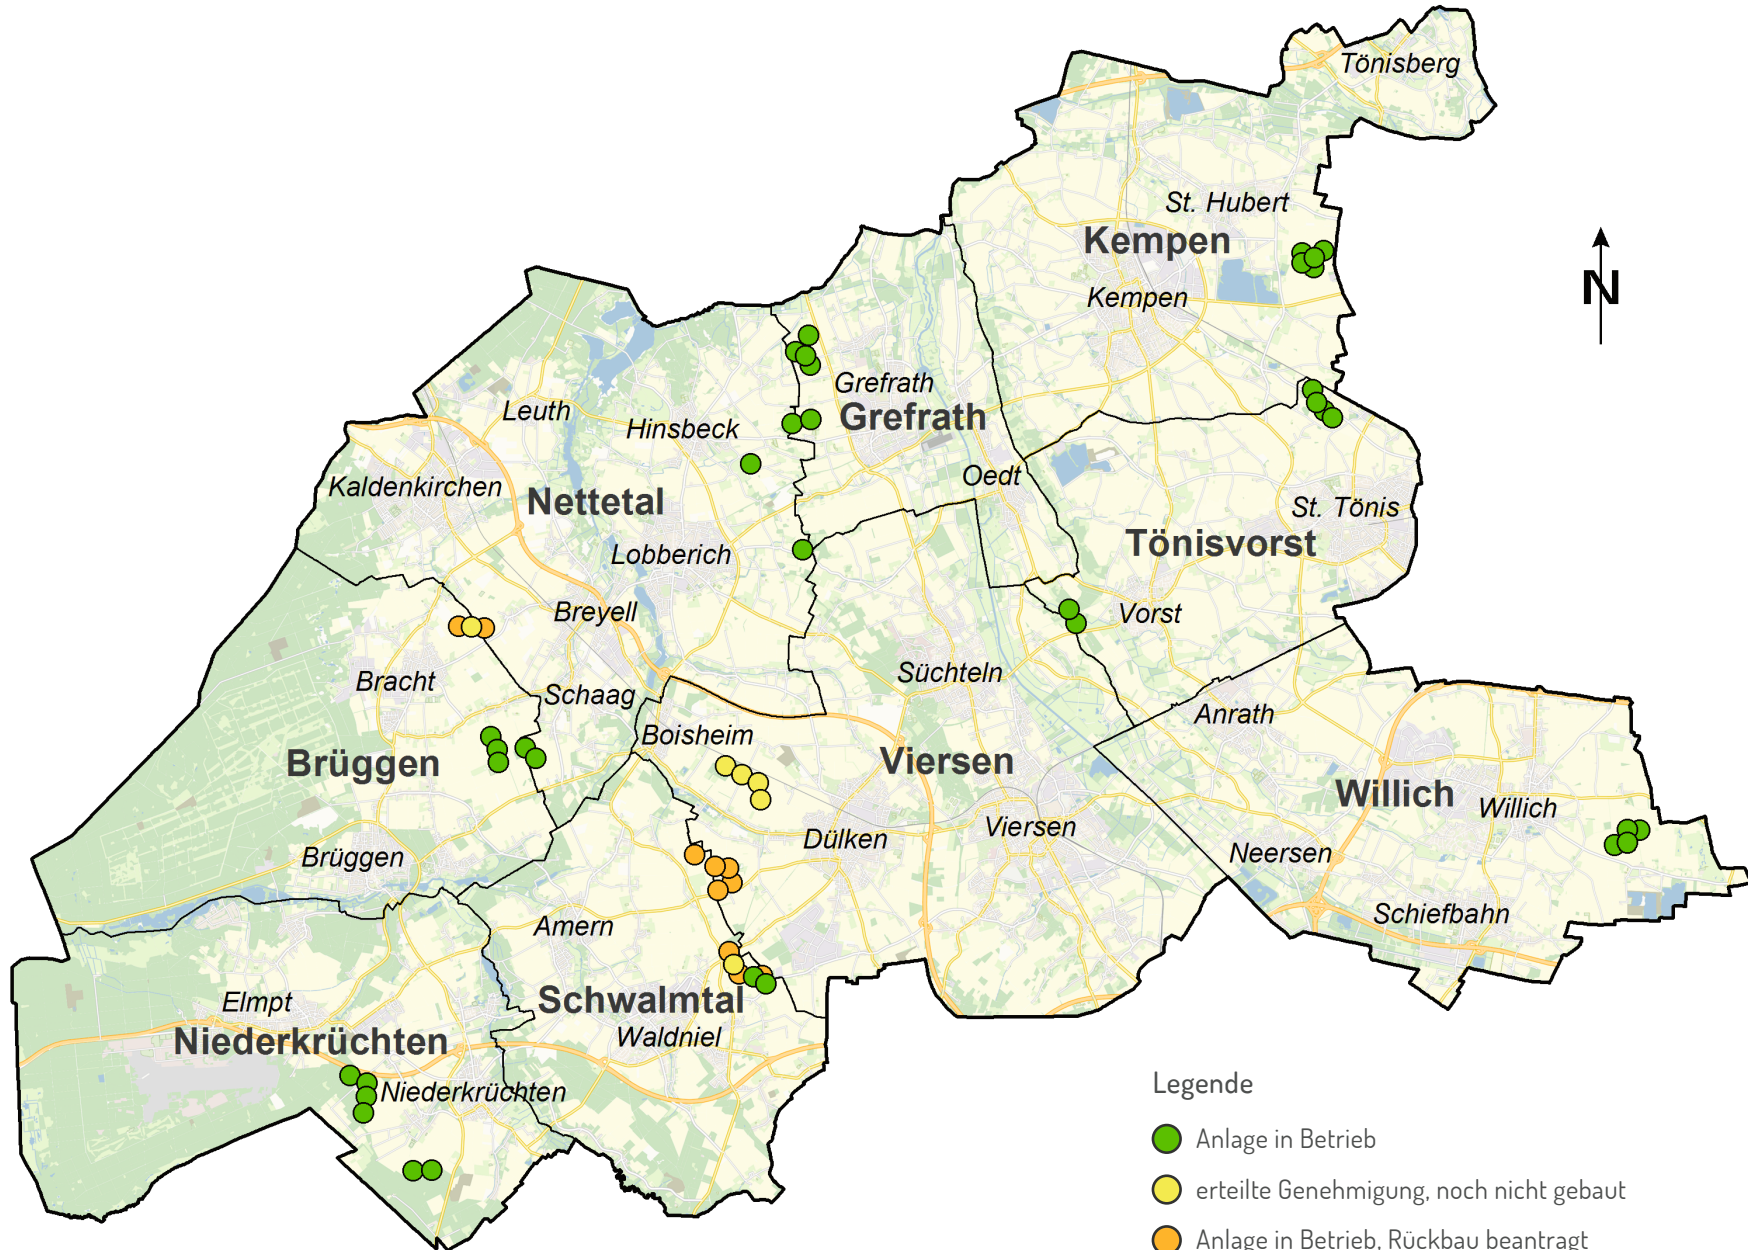 Tönisberg
St. Hubert
Kempen
Kempen
N
Grefrath
Grefrath
Leuth
Hinsbeck
Kaldenkirchen
Nettetal
Oedt
St. Tönis
Tönisvorst
Lobberich
Breyell
Vorst
Süchteln
Bracht
Schaag
Anrath
Boisheim
Brüggen
Viersen
Willich
Willich
Viersen
Dülken
Brüggen
Neersen
Schiefbahn
Amern
Elmpt
Schwalmtal
Waldniel
Niederkrüchten
Niederkrüchten
Legende
Anlage in Betrieb
erteilte Genehmigung, noch nicht gebaut
Anlage in Betrieb, Rückbau beantragt